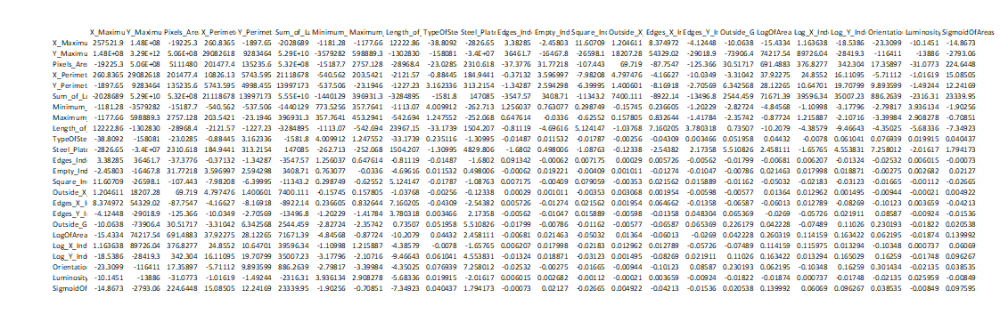 X_Maximu Y_Maximu Pixels_Are X_Perimet Y_Perimet Sum_of_L Minimum_ Maximum_ Length_of_ TypeOfSte Steel_Plate Edges_Ind Empty_Ind Square_Inc Outside_X_ Edges_X_I Edges_Y_I Outside_G LogOfArea Log_X_Ind Log_Y_Ind Orientatio Luminosity SigmoidOfAreas
X_Maximu 257521.9 1.48E+08 -19225.3 260.8365 -1897.65 -2028689 -1181.28 -1177.66 12222.86 -38.8092 -2826.65 3.38285 -2.45803 11.60709 1.204611 8.374972 -4.12448 -10.0638 -15.4334 1.163638 -18.5386 -23.3099 -10.1451 -14.8673
Y_Maximu 1.48E+08 3.29E+12 5.06E+08 29082618 9283464 5.29E+10 -3579282 598889.3 -1302830 -158081 -3.4E+07 36461.7 -16467.8 -26598.1 18207.28 54329.02 -29018.9 -73906.4 74217.54 89726.04 -28419.3 -116411 -13886 -2793.06
Pixels_Are -19225.3 5.06E+08 5111480 201477.4 135235.6 5.32E+08 -15187.7 2757.128 -28968.4 -23.0285 2310.618 -37.3776 31.77218 -107.443 69.719 -87.7547 -125.366 30.51717 691.4883 376.8277 342.304 17.35897 -31.0773 224.6448
X_Perimet 260.8365 29082618 201477.4 10826.13 5743.595 21118678 -540.562 203.5421 -2121.57 -0.88445 184.9441 -0.37132 3.596997 -7.98208 4.797476 -4.16627 -10.0349 -3.31042 37.92275 24.8552 16.11095 -5.71112 -1.01619 15.08505
Y_Perimet -1897.65 9283464 135235.6 5743.595 4998.455 13997173 -537.506 -23.1946 -1227.23 3.162336 313.2154 -1.34287 2.594298 -6.39995 1.400601 -8.16918 -2.70569 6.342568 28.12265 10.64701 19.70799 9.893599 -1.49244 12.24169
Sum_of_L -2028689 5.29E+10 5.32E+08 21118678 13997173 5.55E+10 -1440129 396931.3 -3284895 -1581.8 147085 -3547.57 3408.71 -11343.2 7400.111 -8922.14 -13496.8 2544.459 71671.39 39596.34 35007.23 886.2639 -2316.31 23339.95
Minimum_ -1181.28 -3579282 -15187.7 -540.562 -537.506 -1440129 773.5256 357.7661 -1113.07 4.009912 -262.713 1.256037 0.763077 0.298749 -0.15745 0.236605 -1.20229 -2.82724 -4.84568 -1.10998 -3.17796 -2.79817 3.936134 -1.90256
Maximum_ -1177.66 598889.3 2757.128 203.5421 -23.1946 396931.3 357.7661 453.2941 -542.694 1.247552 -252.068 0.647614 -0.0336 -0.62552 0.157805 0.832644 -1.41784 -2.35742 -0.87724 1.215887 -2.10716 -3.39984 2.908278 -0.70851
Length_of_ 12222.86 -1302830 -28968.4 -2121.57 -1227.23 -3284895 -1113.07 -542.694 23967.15 -33.1739 1504.207 -0.81119 -4.69616 5.124147 -1.03768 7.160205 3.780318 0.73507 -10.2079 -4.38579 -9.46643 -4.35025 -5.68336 -7.34923
TypeOfSte -38.8092 -158081 -23.0285 -0.88445 3.162336 -1581.8 4.009912 1.247552 -33.1739 0.235116 -1.30995 -0.01487 0.011532 -0.01787 -0.00256 -0.04309 0.003466 0.051958 0.04432 -0.0078 0.061041 0.076939 0.019915 0.040437
Steel_Plate -2826.65 -3.4E+07 2310.618 184.9441 313.2154 147085 -262.713 -252.068 1504.207 -1.30995 4829.806 -1.6802 0.498006 -1.08763 -0.12338 -2.54382 2.17358 5.510826 2.458111 -1.65765 4.553831 7.258012 -2.01617 1.794173
Edges_Ind 3.38285 36461.7 -37.3776 -0.37132 -1.34287 -3547.57 1.256037 0.647614 -0.81119 -0.01487 -1.6802 0.091342 -0.00062 0.007175 0.00029 0.005726 -0.00562 -0.01799 -0.00681 0.006207 -0.01324 -0.02532 0.006015 -0.00073
Empty_Ind -2.45803 -16467.8 31.77218 3.596997 2.594298 3408.71 0.763077 -0.0336 -4.69616 0.011532 0.498006 -0.00062 0.019221 -0.00409 0.001011 -0.01274 -0.01047 -0.00786 0.021463 0.017998 0.018871 -0.00275 0.002682 0.02127
Square_Inc 11.60709 -26598.1 -107.443 -7.98208 -6.39995 -11343.2 0.298749 -0.62552 5.124147 -0.01787 -1.08763 0.007175 -0.00409 0.079059 -0.00353 0.021562 0.015889 -0.01162 -0.05032 -0.02183 -0.03123 -0.01665 -0.00112 -0.02665
Outside_X_ 1.204611 18207.28 69.719 4.797476 1.400601 7400.111 -0.15745 0.157805 -1.03768 -0.00256 -0.12338 0.00029 0.001011 -0.00353 0.003068 0.001954 -0.00598 -0.00577 0.01364 0.012962 0.001495 -0.00944 -0.0021 0.004922
Edges_X_I 8.374972 54329.02 -87.7547 -4.16627 -8.16918 -8922.14 0.236605 0.832644 7.160205 -0.04309 -2.54382 0.005726 -0.01274 0.021562 0.001954 0.064662 -0.01358 -0.06587 -0.06013 0.012789 -0.08269 -0.10123 0.003659 -0.04213
Edges_Y_I -4.12448 -29018.9 -125.366 -10.0349 -2.70569 -13496.8 -1.20229 -1.41784 3.780318 0.003466 2.17358 -0.00562 -0.01047 0.015889 -0.00598 -0.01358 0.048304 0.065369 -0.0269 -0.05726 0.021911 0.08587 -0.00924 -0.01536
Outside_G -10.0638 -73906.4 30.51717 -3.31042 6.342568 2544.459 -2.82724 -2.35742 0.73507 0.051958 5.510826 -0.01799 -0.00786 -0.01162 -0.00577 -0.06587 0.065369 0.226179 0.04228 -0.07489 0.11026 0.230193 -0.01822 0.020538
LogOfArea -15.4334 74217.54 691.4883 37.92275 28.12265 71671.39 -4.84568 -0.87724 -10.2079 0.04432 2.458111 -0.00681 0.021463 -0.05032 0.01364 -0.06013 -0.0269 0.04228 0.260319 0.114159 0.163422 0.062195 -0.01874 0.139992
Log_X_Ind 1.163638 89726.04 376.8277 24.8552 10.64701 39596.34 -1.10998 1.215887 -4.38579 -0.0078 -1.65765 0.006207 0.017998 -0.02183 0.012962 0.012789 -0.05726 -0.07489 0.114159 0.115975 0.013294 -0.10348 0.000737 0.06069
Log_Y_Ind -18.5386 -28419.3 342.304 16.11095 19.70799 35007.23 -3.17796 -2.10716 -9.46643 0.061041 4.553831 -0.01324 0.018871 -0.03123 0.001495 -0.08269 0.021911 0.11026 0.163422 0.013294 0.165029 0.11026 -0.01748 0.096267
Orientatio -23.3099 -116411 17.35897 -5.71112 9.893599 886.2639 -2.79817 -3.39984 -4.35025 0.076939 7.258012 -0.02532 -0.00275 -0.01665 -0.00944 -0.10123 0.08587 0.230193 0.062195 -0.10348 0.16259 0.301434 -0.02135 0.038535
Luminosity -10.1451 -13886 -31.0773 -1.01619 -1.49244 -2316.31 3.936134 2.908278 -5.68336 0.019915 -2.01617 0.006015 0.002682 -0.00112 -0.0021 0.003659 -0.00924 -0.01822 -0.01874 0.000737 -0.01748 -0.02135 0.025959 -0.00849
SigmoidOf -14.8673 -2793.06 224.6448 15.08505 12.24169 23339.95 -1.90256 -0.70851 -7.34923 0.040437 1.794173 -0.00073 0.02127 -0.02665 0.004922 -0.04213 -0.01536 0.020538 0.139992 0.06069 0.096267 0.038535 -0.00849 0.097595